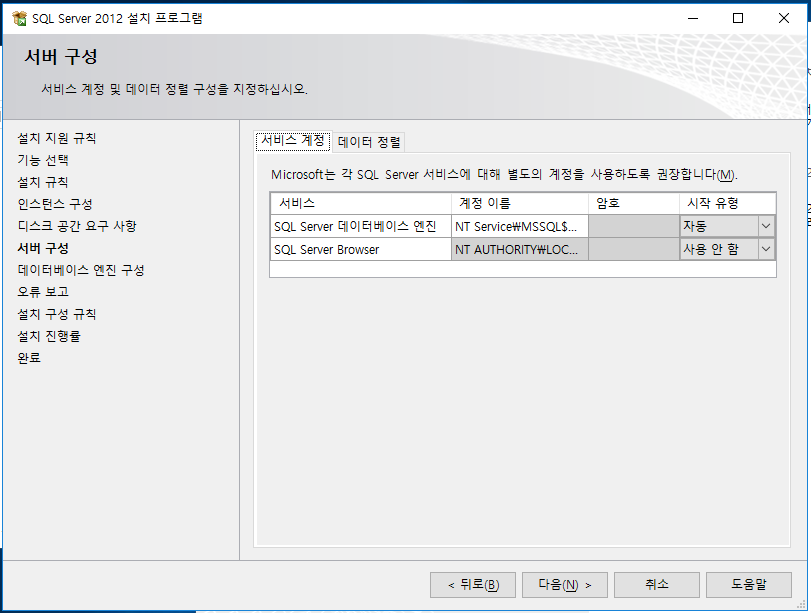 SQL Server 2012 설치 프로그램
서버 구성
서비스 계정 및 데이터 정렬 구성을 지정하십시오.
설치 지원 규칙
기능 선택
설치 규칙
인스턴스 구성
디스크 공간 요구 사항
서버 구성
데이터베이스 엔진 구성
오류 보고
설치 구성 규칙
설치 진행률
완료
서비스 계정 데이터 정렬
Microsoft는 각 SQL Server 서비스에 대해 별도의 계정을 사용하도록 권장합니다(M).
서비스 계정 이름 암호 시작 유형
SQL Server 데이터베이스 엔진 NT Service₩MSSQL$... 자동
SQL Server Browser NT AUTHORITY₩LOC... 사용 안 함
< 뒤로(B) 다음(N) > 취소 도움말